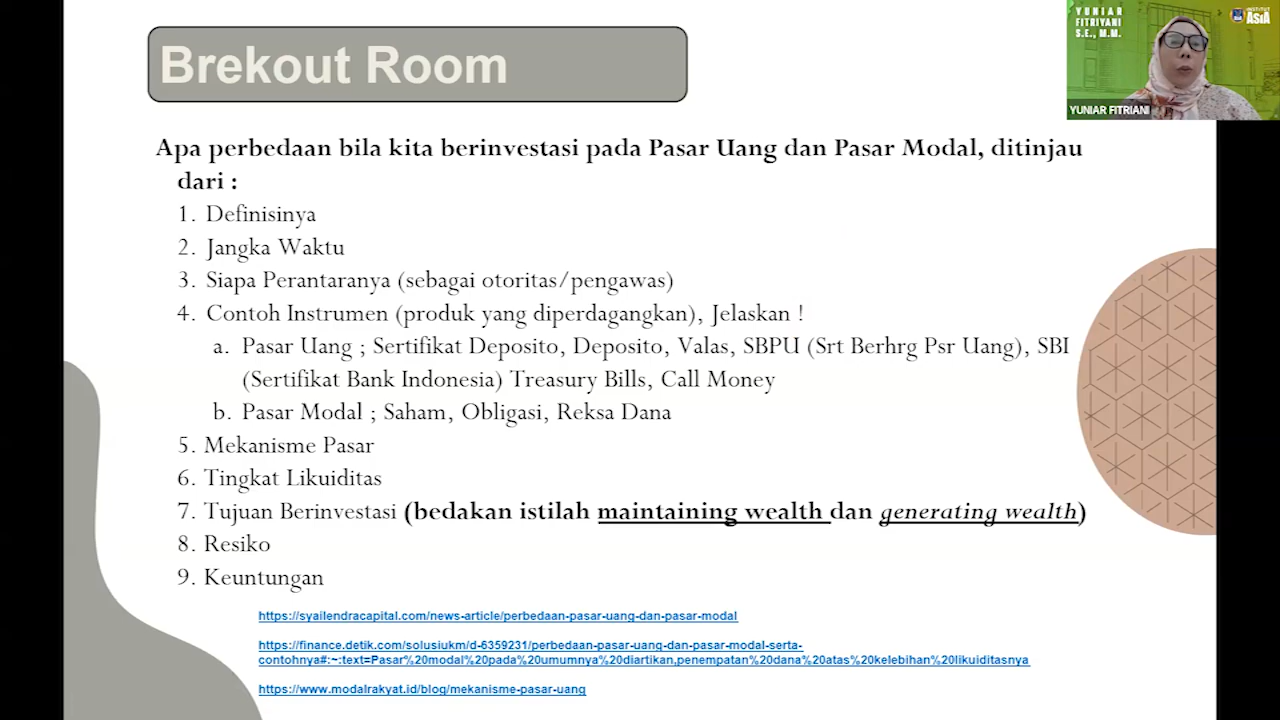 Brekout Room
YUNIAR
FITRIYANI
S.E., M.M.
INSTITUT
ASIA
YUNIAR FITRIANI
Apa perbedaan bila kita berinvestasi pada Pasar Uang dan Pasar Modal, ditinjau
dari :
1. Definisinya
2. Jangka Waktu
3. Siapa Perantaranya (sebagai otoritas/pengawas)
4. Contoh Instrumen (produk yang diperdagangkan), Jelaskan !
a. Pasar Uang ; Sertifikat Deposito, Deposito, Valas, SBPU (Srt Berhrg Psr Uang), SBI
(Sertifikat Bank Indonesia) Treasury Bills, Call Money
b. Pasar Modal ; Saham, Obligasi, Reksa Dana
5. Mekanisme Pasar
6. Tingkat Likuiditas
7. Tujuan Berinvestasi (bedakan istilah maintaining wealth dan generating wealth)
8. Resiko
9. Keuntungan
https://syailendracapital.com/news-article/perbedaan-pasar-uang-dan-pasar-modal
https://finance.detik.com/solusiukm/d-6359231/perbedaan-pasar-uang-dan-pasar-modal-serta-
contohnya#:~:text=Pasar%20modal%20pada%20umumnya%20diartikan,penempatan%20dana%20atas%20kelebihan%20likuiditasnya
https://www.modalrakyat.id/blog/mekanisme-pasar-uang